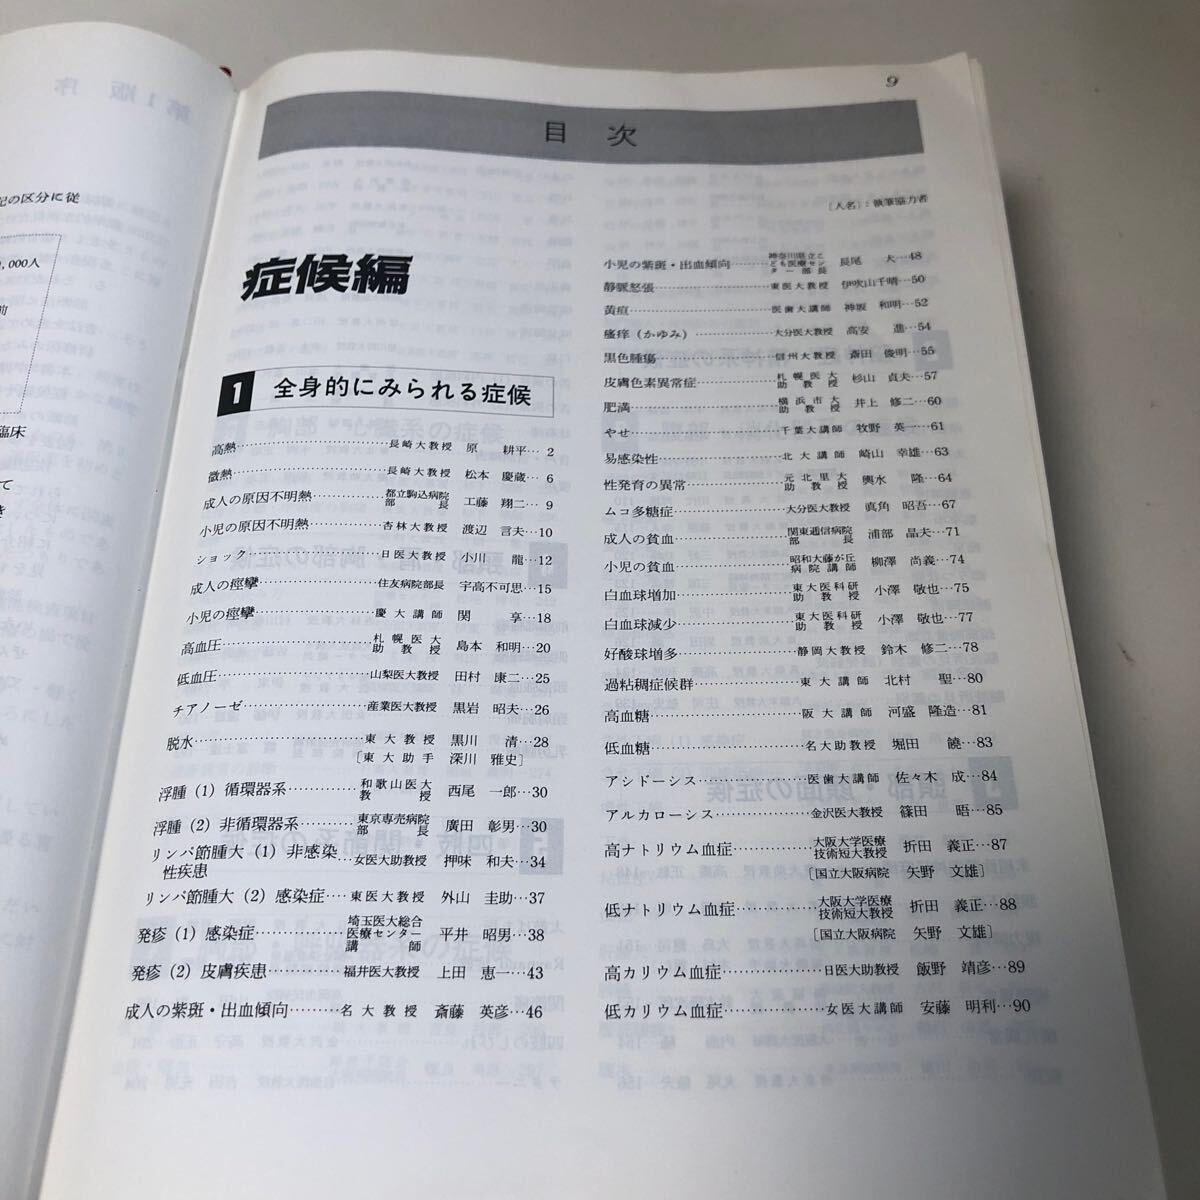 第1版 序
記の区分に従
,000人
前
臨床
て
き
9
目次
[人名]：執筆協力者
症候編
1 全身的にみられる症候
高熱……長崎大教授 原 耕平…2
微熱……長崎大教授 松本 慶蔵…6
成人の原因不明熱……都立駒込病院部長 工藤 翔二…9
小児の原因不明熱……杏林大教授 渡辺 言夫…10
ショック……日医大教授 小川 龍…12
成人の痙攣……住友病院部長 宇高不可思…15
小児の痙攣……慶大講師 関 亨…18
高血圧……札幌医大助教授 島本 和明…20
低血圧……山梨医大教授 田村 康二…25
チアノーゼ……産業医大教授 黒岩 昭夫…26
脱水……東大教授 黒川 清…28
[東大助手 深川 雅史]
浮腫（1）循環器系……和歌山医大教授 西尾 一郎…30
浮腫（2）非循環器系……東京専売病院部長 廣田 彰男…30
リンパ節腫大（1）非感染性疾患……女医大助教授 押味 和夫…34
リンパ節腫大（2）感染症……東医大教授 外山 圭助…37
発疹（1）感染症……埼玉医大総合医療センター講師 平井 昭男…38
発疹（2）皮膚疾患……福井医大教授 上田 恵一…43
成人の紫斑・出血傾向……名大教授 斎藤 英彦…46
小児の紫斑・出血傾向……神奈川県立こども医療センター部長 長尾 大…48
静脈怒張……東医大教授 伊吹山千晴…50
黄疸……医歯大講師 神坂 和明…52
瘙痒（かゆみ）……大分医大教授 高安 進…54
黒色腫瘍……信州大教授 斎田 俊明…55
皮膚色素異常症……札幌医大助教授 杉山 貞夫…57
肥満……横浜市大助教授 井上 修二…60
やせ……千葉大講師 牧野 英一…61
易感染性……北大講師 崎山 幸雄…63
性発育の異常……元北里大助教授 輿水 隆…64
ムコ多糖症……大分医大教授 真角 昭吾…67
成人の貧血……関東逓信病院部長 浦部 晶夫…71
小児の貧血……昭和大藤が丘病院講師 柳澤 尚義…74
白血球増加……東大医科研助教授 小澤 敬也…75
白血球減少……東大医科研助教授 小澤 敬也…77
好酸球増多……静岡大教授 鈴木 修二…78
過粘稠症候群……東大講師 北村 聖…80
高血糖……阪大講師 河盛 隆造…81
低血糖……名大助教授 堀田 饒…83
アシドーシス……医歯大講師 佐々木 成…84
アルカローシス……金沢医大教授 篠田 晤…85
高ナトリウム血症……大阪大学医療技術短大教授 折田 義正…87
[国立大阪病院 矢野 文雄]
低ナトリウム血症……大阪大学医療技術短大教授 折田 義正…88
[国立大阪病院 矢野 文雄]
高カリウム血症……日医大助教授 飯野 靖彦…89
低カリウム血症……女医大講師 安藤 明利…90